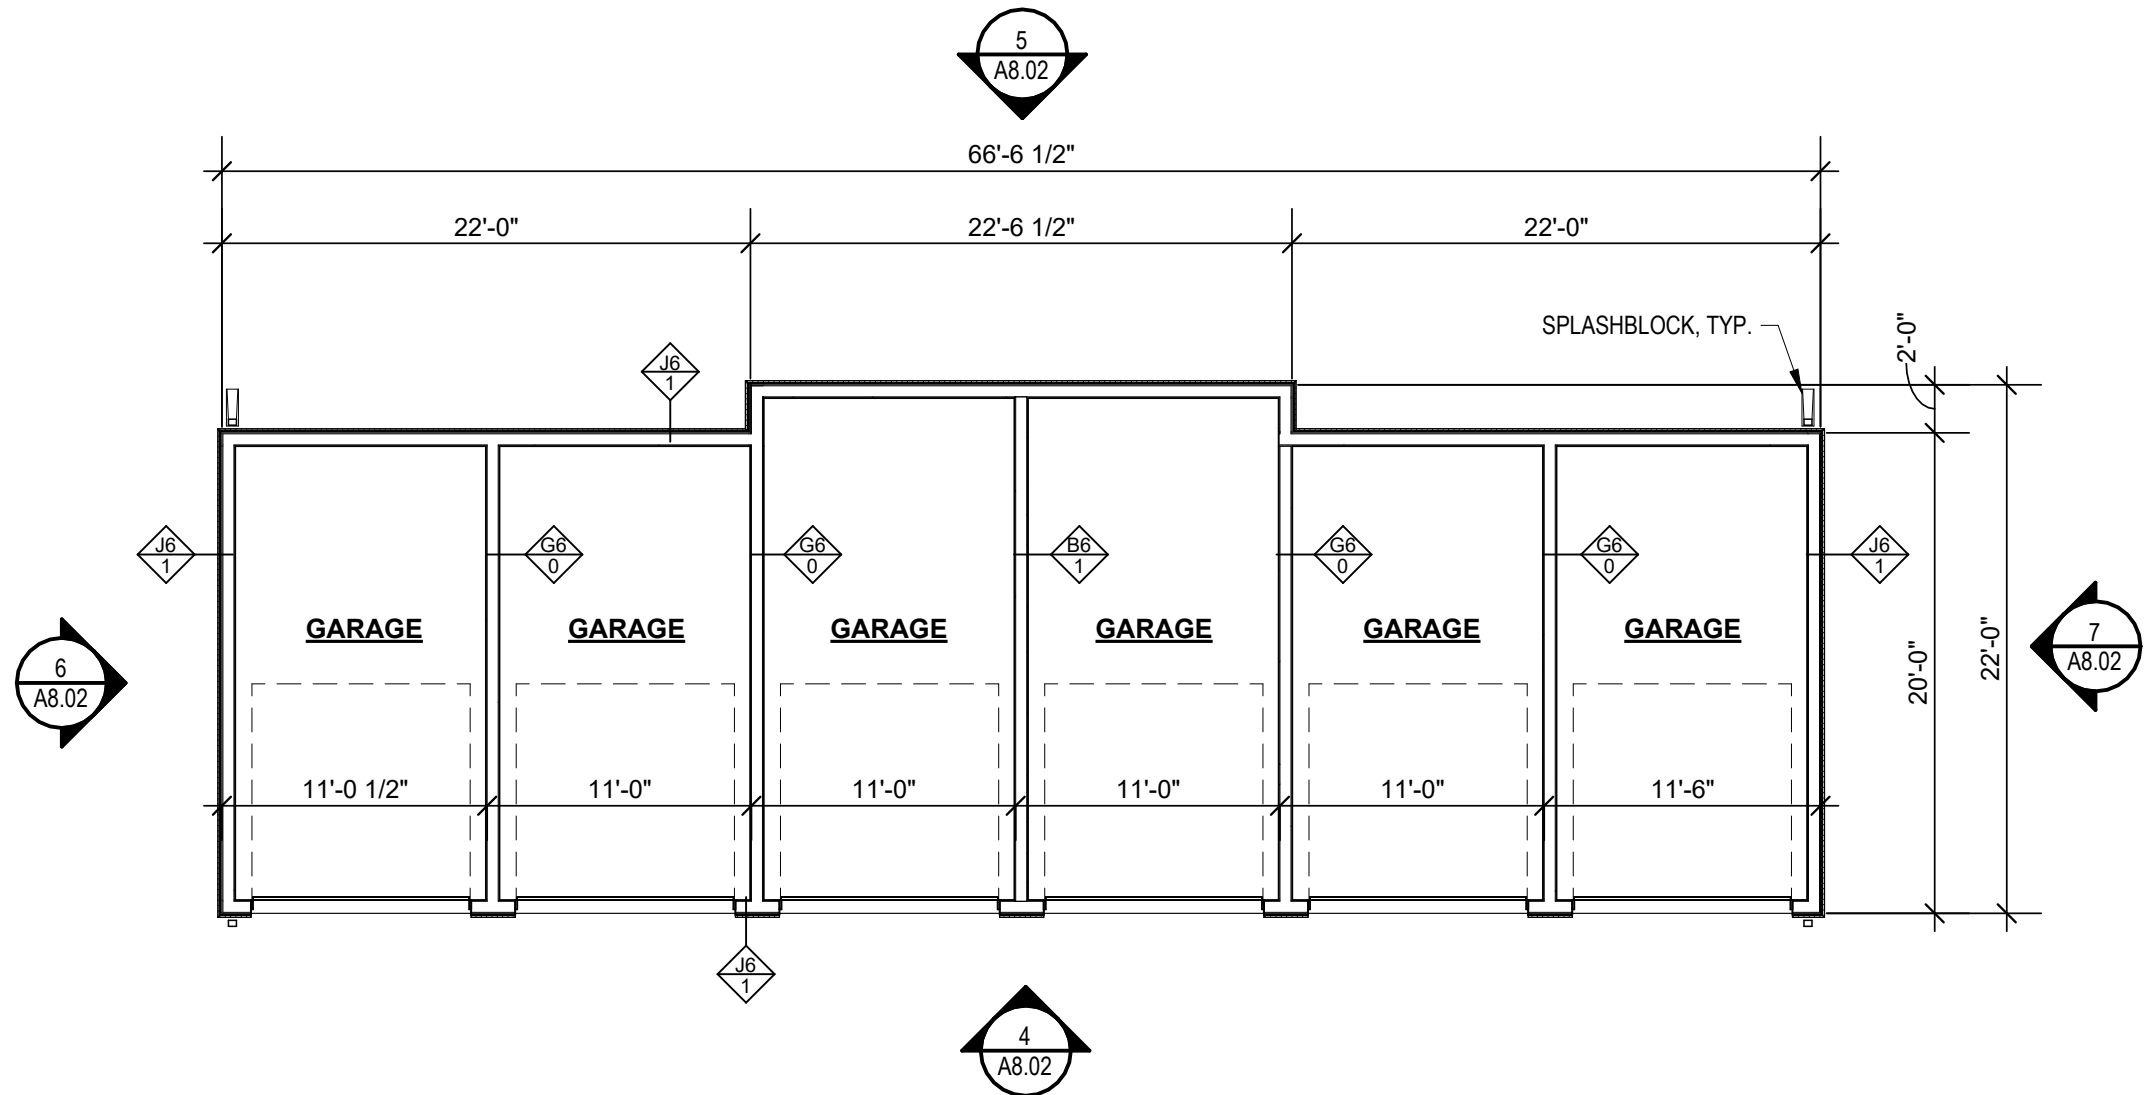 5
A8.02
66'-6 1/2"
22'-0"
22'-6 1/2"
22'-0"
SPLASHBLOCK, TYP.
2'-0"
J6
1
J6
1
G6
0
G6
0
B6
1
G6
0
G6
0
J6
1
GARAGE
GARAGE
GARAGE
GARAGE
GARAGE
GARAGE
6
A8.02
7
A8.02
20'-0"
22'-0"
11'-0 1/2"
11'-0"
11'-0"
11'-0"
11'-0"
11'-6"
J6
1
4
A8.02